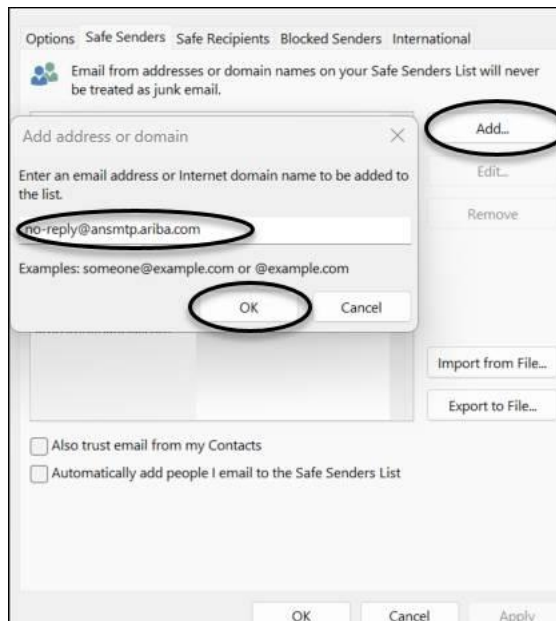 Options Safe Senders Safe Recipients Blocked Senders International
Email from addresses or domain names on your Safe Senders List will never
be treated as junk email.
Add address or domain
Add...
Enter an email address or Internet domain name to be added to
the list.
Edit...
Remove
no-reply@ansmtp.ariba.com
Examples: someone@example.com or @example.com
OK Cancel
Import from File...
Export to File...
Also trust email from my Contacts
Automatically add people I email to the Safe Senders List
OK Cancel Apply